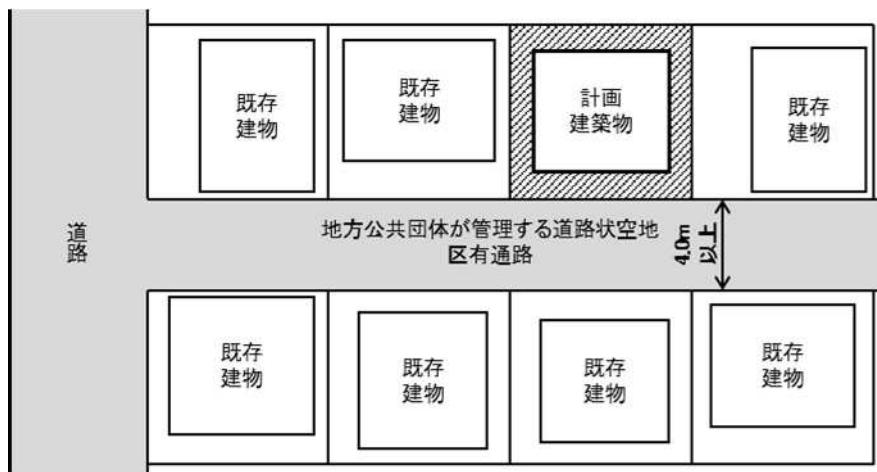 既存
建物
既存
建物
計画
建築物
既存
建物
道路
地方公共団体が管理する道路状空地
区有通路
4.0m
以上
既存
建物
既存
建物
既存
建物
既存
建物